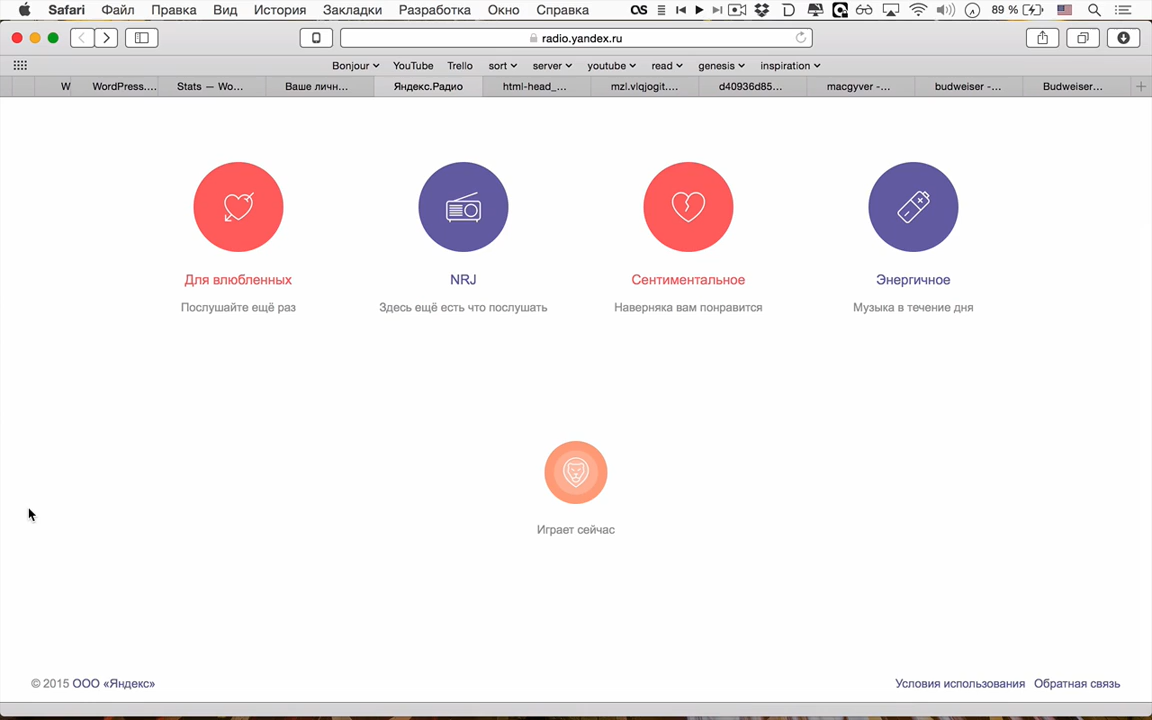 Safari Файл Правка Вид История Закладки Разработка Окно Справка 89 %
radio.yandex.ru
Bonjour YouTube Trello sort server youtube read genesis inspiration
W WordPress.... Stats — Wo... Ваше личн... Яндекс.Радио html-head_... mzl.vlqjogit.... d40936d85... macgyver -... budweiser -... Budweiser...
Для влюбленных NRJ Сентиментальное Энергичное
Послушайте ещё раз Здесь ещё есть что послушать Наверняка вам понравится Музыка в течение дня
Играет сейчас
© 2015 ООО «Яндекс» Условия использования Обратная связь